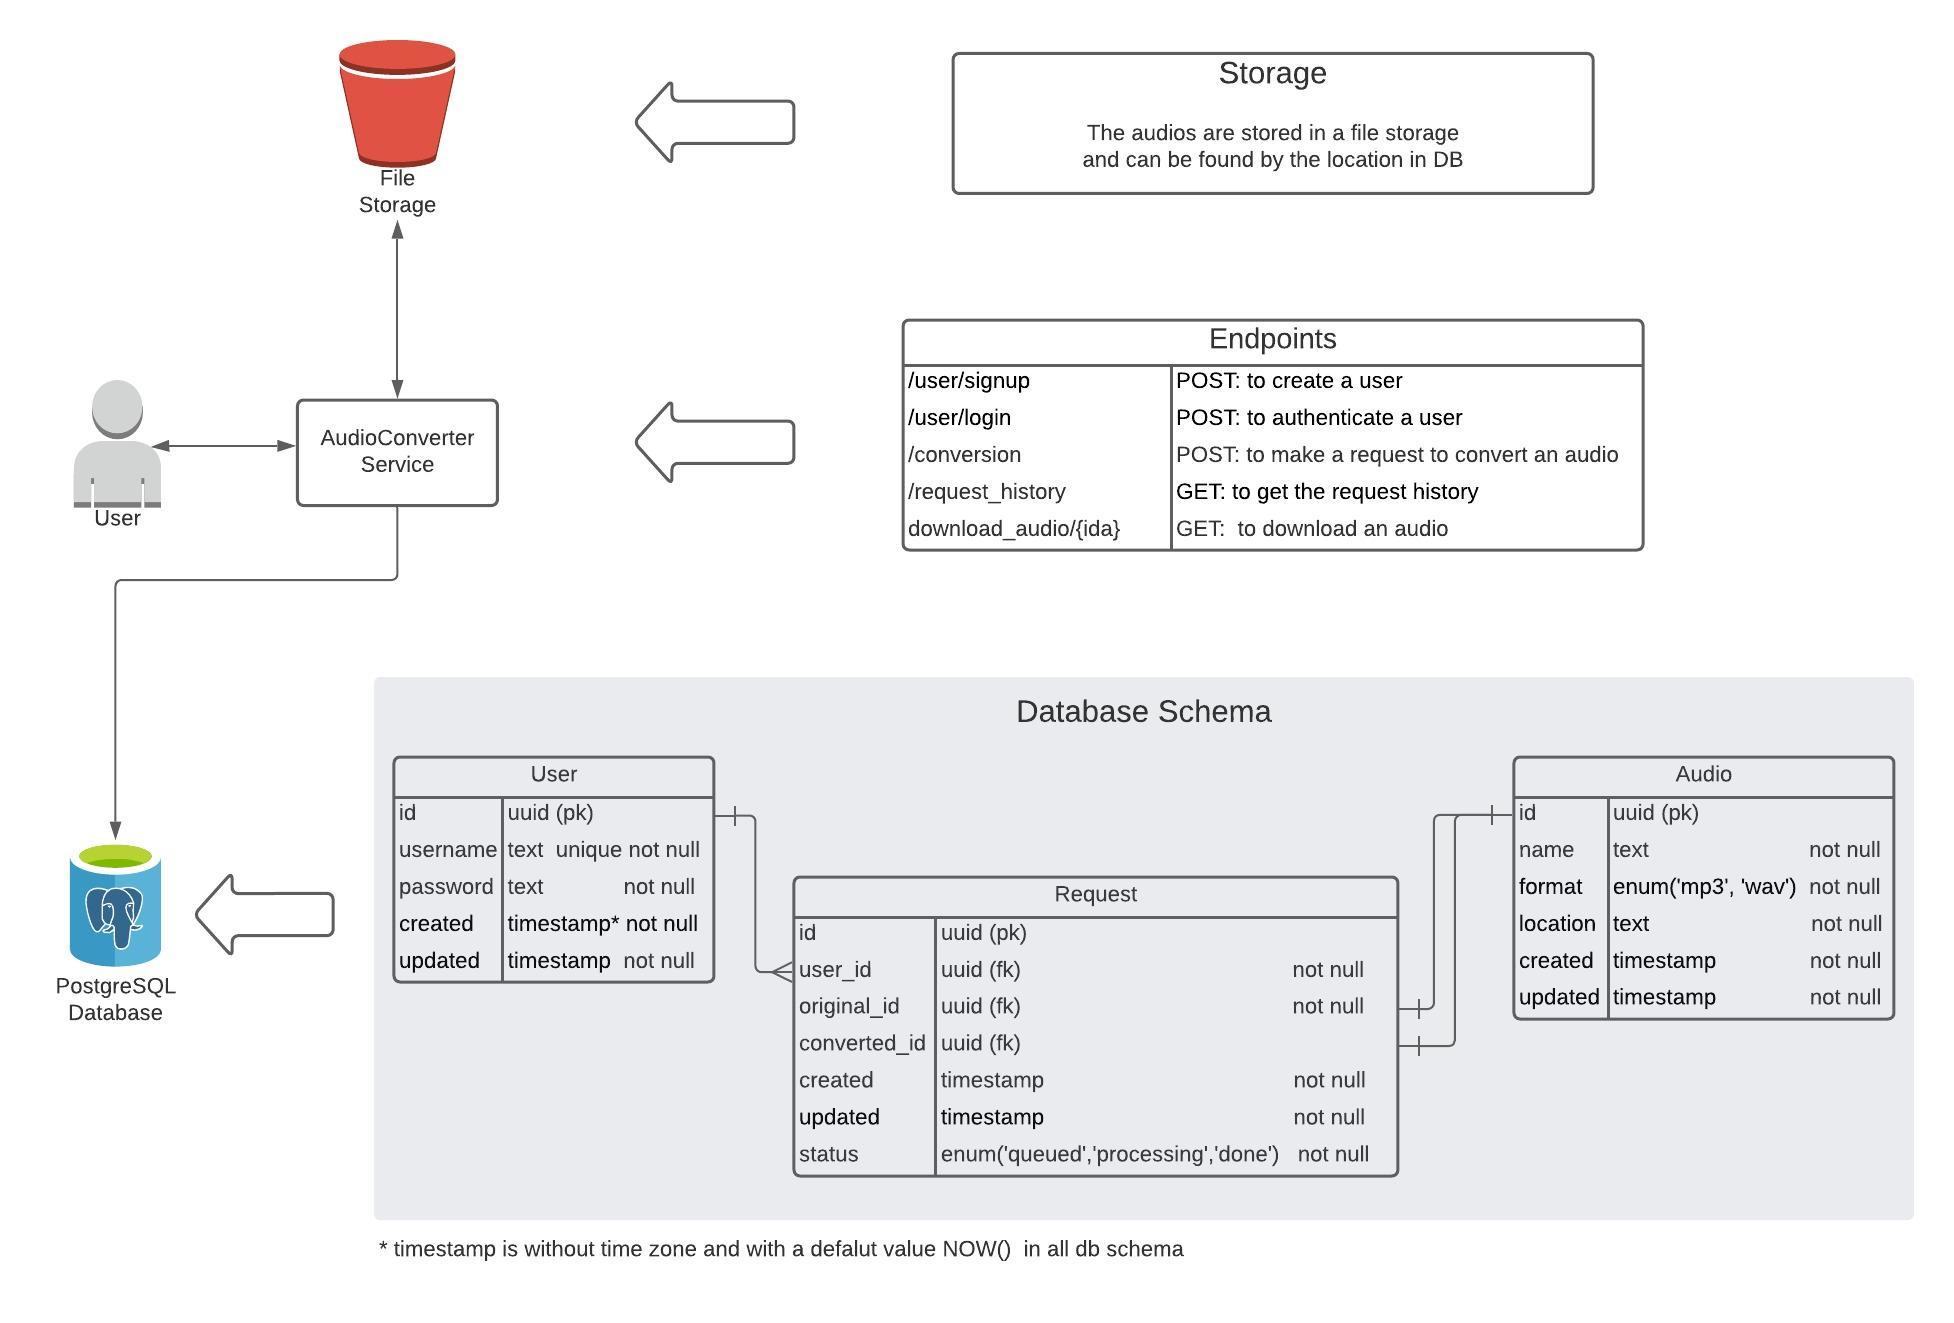 File
Storage
Storage
The audios are stored in a file storage
and can be found by the location in DB
User
AudioConverter
Service
Endpoints
/user/signup POST: to create a user
/user/login POST: to authenticate a user
/conversion POST: to make a request to convert an audio
/request_history GET: to get the request history
download_audio/{ida} GET: to download an audio
PostgreSQL
Database
Database Schema
User
id uuid (pk)
username text unique not null
password text not null
created timestamp* not null
updated timestamp not null
Request
id uuid (pk)
user_id uuid (fk) not null
original_id uuid (fk) not null
converted_id uuid (fk)
created timestamp not null
updated timestamp not null
status enum('queued','processing','done') not null
Audio
id uuid (pk)
name text not null
format enum('mp3', 'wav') not null
location text not null
created timestamp not null
updated timestamp not null
* timestamp is without time zone and with a defalut value NOW() in all db schema